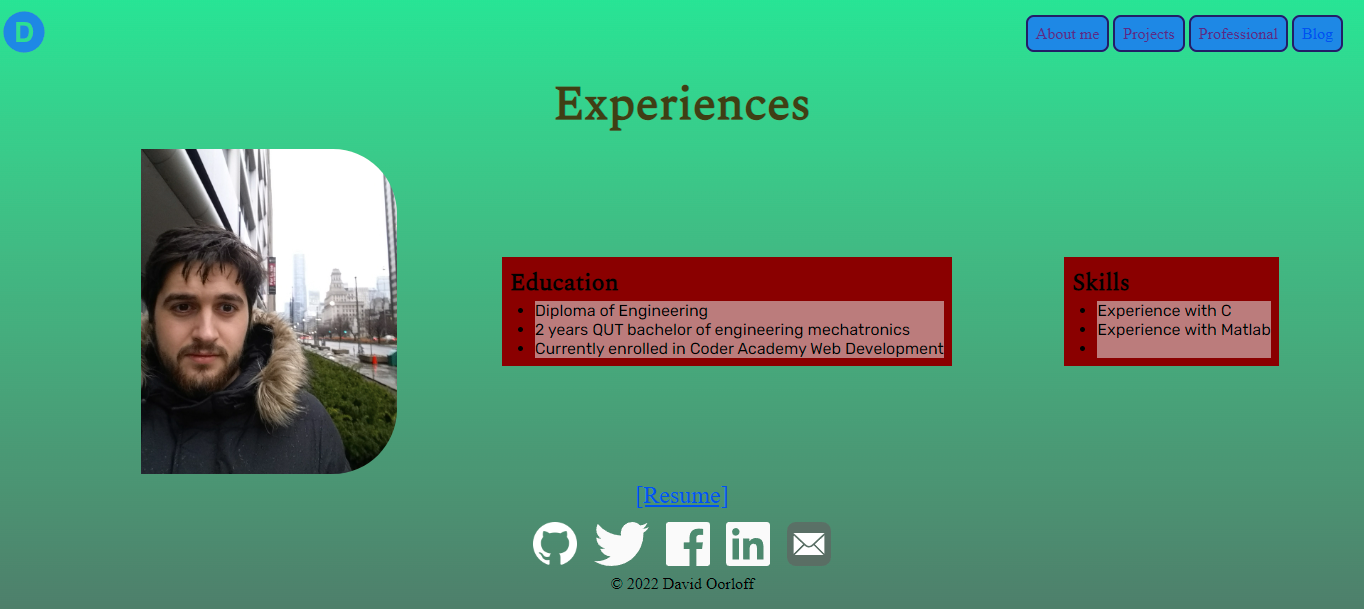 D
About me Projects Professional Blog
Experiences
Education
Diploma of Engineering
2 years QUT bachelor of engineering mechatronics
Currently enrolled in Coder Academy Web Development
Skills
Experience with C
Experience with Matlab
[Resume]
in
© 2022 David Oorloff